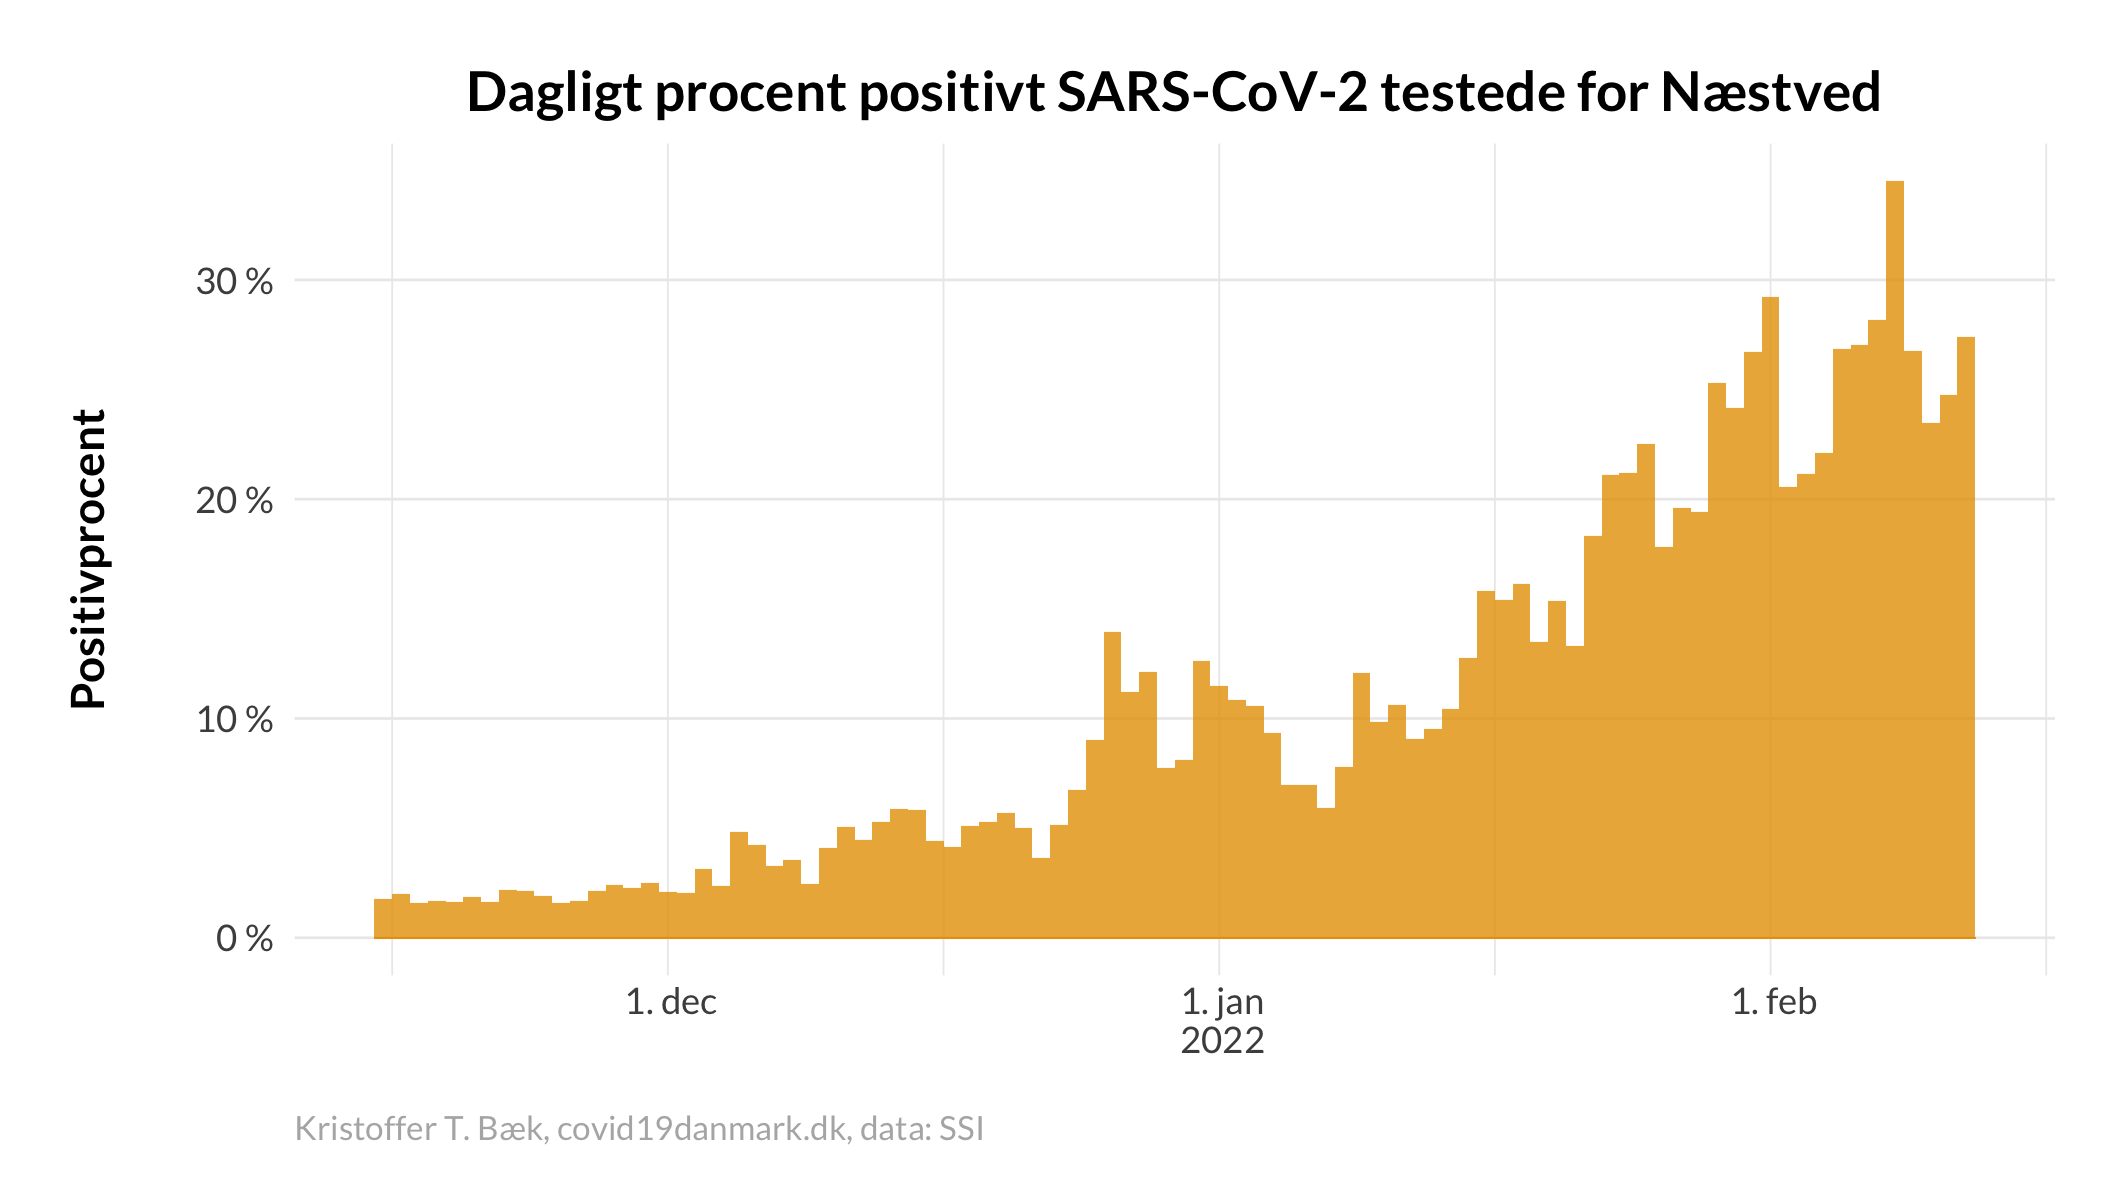 Dagligt procent positivt SARS-CoV-2 testede for Næstved
Positivprocent
30 %
20 %
10 %
0 %
1. dec
1. jan
2022
1. feb
Kristoffer T. Bæk, covid19danmark.dk, data: SSI